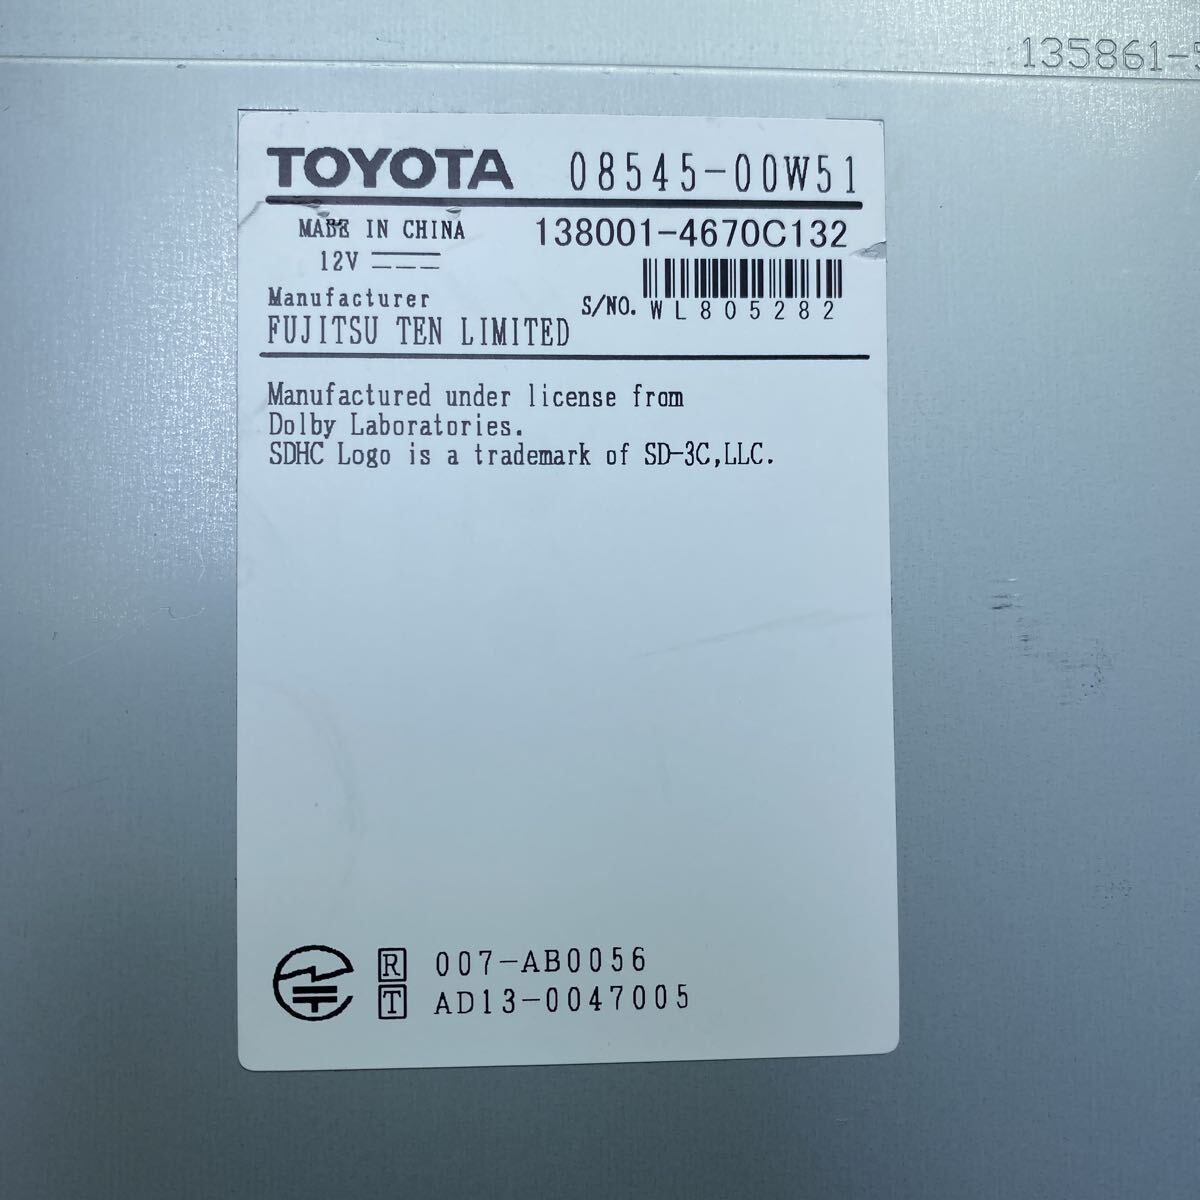 135861-5
TOYOTA 08545-00W51
MADE IN CHINA 138001-4670C132
12V
Manufacturer S/NO. WL805282
FUJITSU TEN LIMITED
Manufactured under license from
Dolby Laboratories.
SDHC Logo is a trademark of SD-3C,LLC.
R 007-AB0056
T AD13-0047005